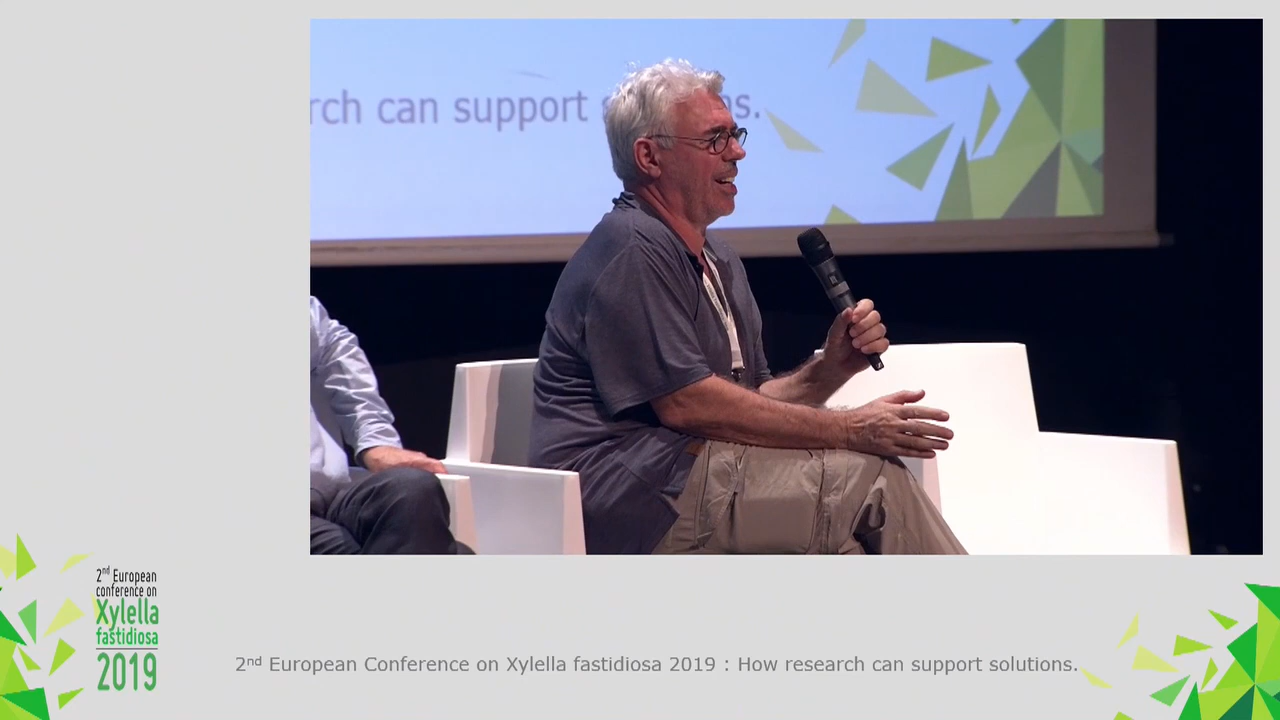 rch can support s
ns.
2nd European
conference on
Xylella
fastidiosa
2019
2nd European Conference on Xylella fastidiosa 2019 : How research can support solutions.